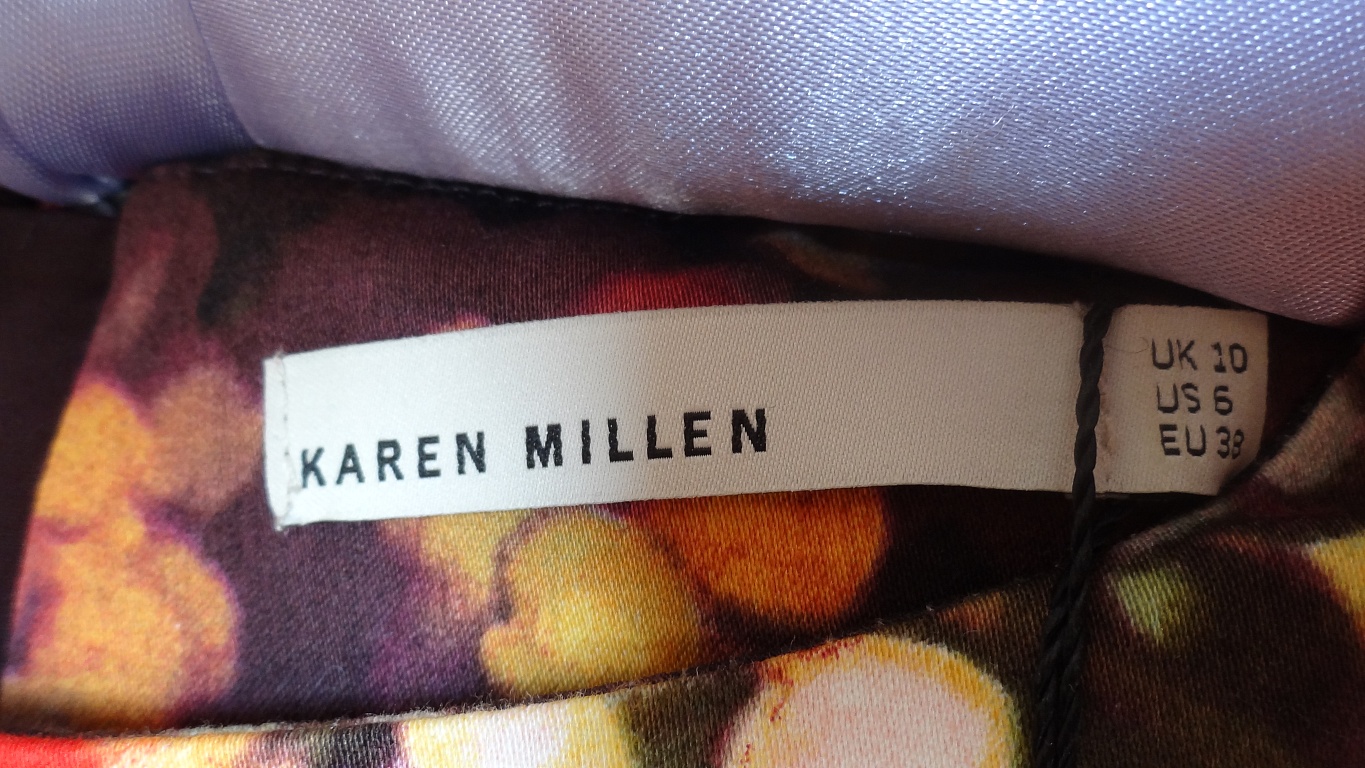 KAREN MILLEN
UK 10
US 6
EU 38